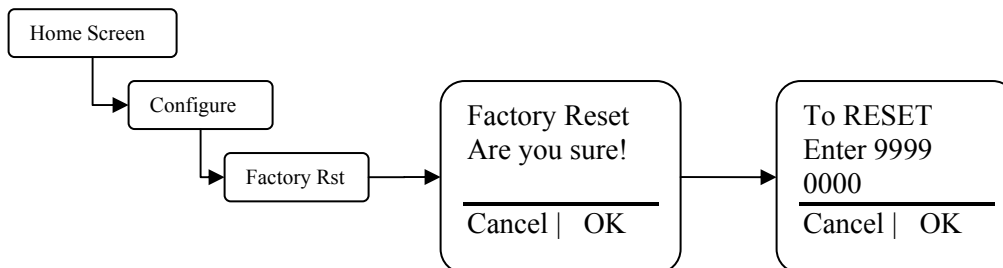 Home Screen
Configure
Factory Rst
Factory Reset
Are you sure!
Cancel | OK
To RESET
Enter 9999
0000
Cancel | OK